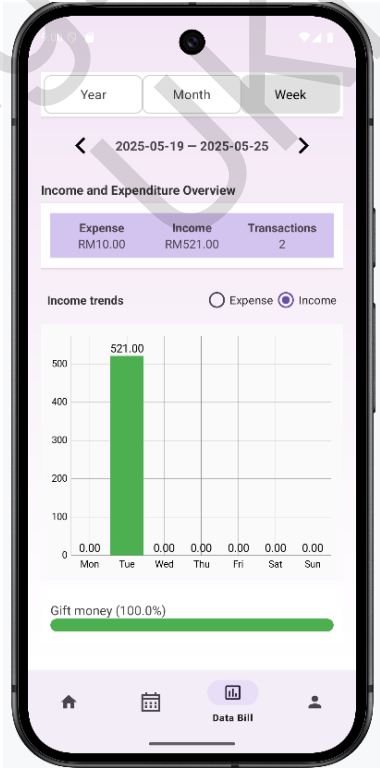 Year Month Week
2025-05-19 — 2025-05-25
Income and Expenditure Overview
Expense Income Transactions
RM10.00 RM521.00 2
Income trends Expense Income
521.00
500
400
300
200
100
0 0.00 0.00 0.00 0.00 0.00 0.00
Mon Tue Wed Thu Fri Sat Sun
Gift money (100.0%)
Data Bill